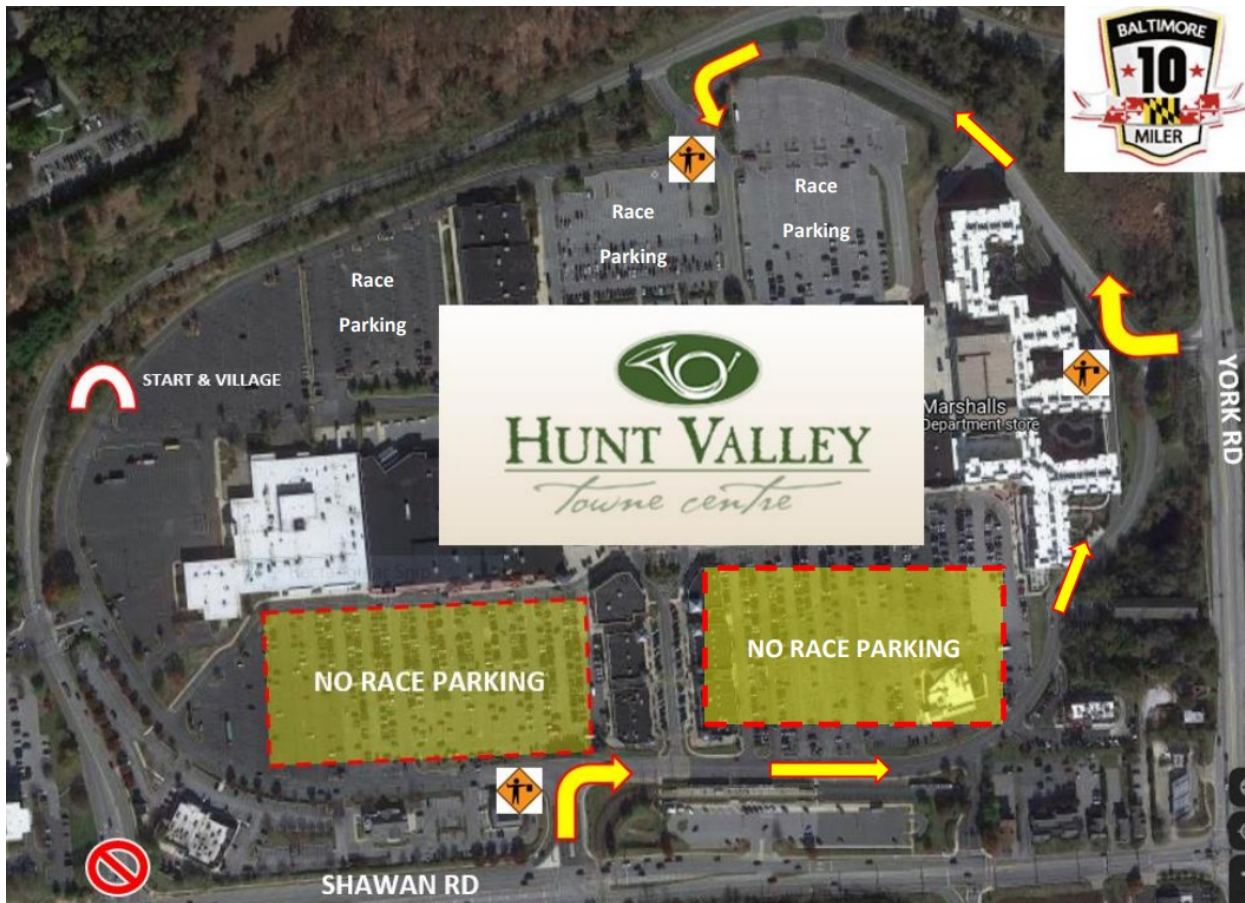 BALTIMORE
10
MILER
Race
Parking
Race
Parking
Race
Parking
START & VILLAGE
HUNT VALLEY
towne centre
Marshalls
Department store
YORK RD
NO RACE PARKING
NO RACE PARKING
SHAWAN RD